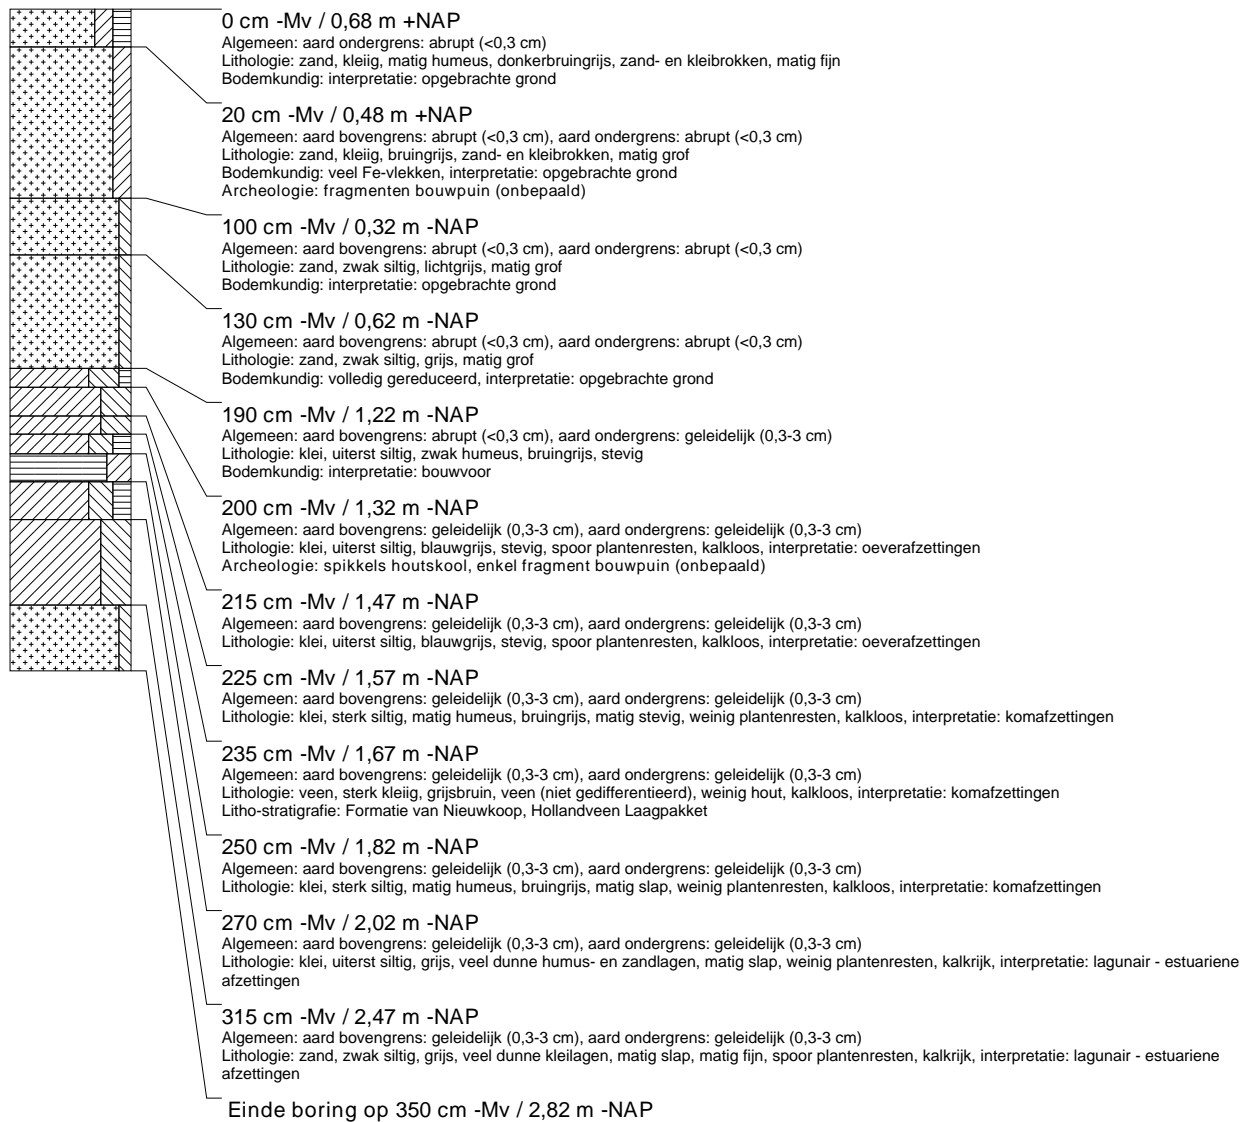 0 cm -Mv / 0,68 m +NAP
Algemeen: aard ondergrens: abrupt (<0,3 cm)
Lithologie: zand, kleiig, matig humeus, donkerbruingrijs, zand- en kleibrokken, matig fijn
Bodemkundig: interpretatie: opgebrachte grond
20 cm -Mv / 0,48 m +NAP
Algemeen: aard bovengrens: abrupt (<0,3 cm), aard ondergrens: abrupt (<0,3 cm)
Lithologie: zand, kleiig, bruingrijs, zand- en kleibrokken, matig grof
Bodemkundig: veel Fe-vlekken, interpretatie: opgebrachte grond
Archeologie: fragmenten bouwpuin (onbepaald)
100 cm -Mv / 0,32 m -NAP
Algemeen: aard bovengrens: abrupt (<0,3 cm), aard ondergrens: abrupt (<0,3 cm)
Lithologie: zand, zwak siltig, lichtgrijs, matig grof
Bodemkundig: interpretatie: opgebrachte grond
130 cm -Mv / 0,62 m -NAP
Algemeen: aard bovengrens: abrupt (<0,3 cm), aard ondergrens: abrupt (<0,3 cm)
Lithologie: zand, zwak siltig, grijs, matig grof
Bodemkundig: volledig gereduceerd, interpretatie: opgebrachte grond
190 cm -Mv / 1,22 m -NAP
Algemeen: aard bovengrens: abrupt (<0,3 cm), aard ondergrens: geleidelijk (0,3-3 cm)
Lithologie: klei, uiterst siltig, zwak humeus, bruingrijs, stevig
Bodemkundig: interpretatie: bouwvoor
200 cm -Mv / 1,32 m -NAP
Algemeen: aard bovengrens: geleidelijk (0,3-3 cm), aard ondergrens: geleidelijk (0,3-3 cm)
Lithologie: klei, uiterst siltig, blauwgrijs, stevig, spoor plantenresten, kalkloos, interpretatie: oeverafzettingen
Archeologie: spikkels houtskool, enkel fragment bouwpuin (onbepaald)
215 cm -Mv / 1,47 m -NAP
Algemeen: aard bovengrens: geleidelijk (0,3-3 cm), aard ondergrens: geleidelijk (0,3-3 cm)
Lithologie: klei, uiterst siltig, blauwgrijs, stevig, spoor plantenresten, kalkloos, interpretatie: oeverafzettingen
225 cm -Mv / 1,57 m -NAP
Algemeen: aard bovengrens: geleidelijk (0,3-3 cm), aard ondergrens: geleidelijk (0,3-3 cm)
Lithologie: klei, sterk siltig, matig humeus, bruingrijs, matig stevig, weinig plantenresten, kalkloos, interpretatie: komafzettingen
235 cm -Mv / 1,67 m -NAP
Algemeen: aard bovengrens: geleidelijk (0,3-3 cm), aard ondergrens: geleidelijk (0,3-3 cm)
Lithologie: veen, sterk kleiig, grijsbruin, veen (niet gedifferentieerd), weinig hout, kalkloos, interpretatie: komafzettingen
Litho-stratigrafie: Formatie van Nieuwkoop, Hollandveen Laagpakket
250 cm -Mv / 1,82 m -NAP
Algemeen: aard bovengrens: geleidelijk (0,3-3 cm), aard ondergrens: geleidelijk (0,3-3 cm)
Lithologie: klei, sterk siltig, matig humeus, bruingrijs, matig slap, weinig plantenresten, kalkloos, interpretatie: komafzettingen
270 cm -Mv / 2,02 m -NAP
Algemeen: aard bovengrens: geleidelijk (0,3-3 cm), aard ondergrens: geleidelijk (0,3-3 cm)
Lithologie: klei, uiterst siltig, grijs, veel dunne humus- en zandlagen, matig slap, weinig plantenresten, kalkrijk, interpretatie: lagunair - estuariene
afzettingen
315 cm -Mv / 2,47 m -NAP
Algemeen: aard bovengrens: geleidelijk (0,3-3 cm), aard ondergrens: geleidelijk (0,3-3 cm)
Lithologie: zand, zwak siltig, grijs, veel dunne kleilagen, matig slap, matig fijn, spoor plantenresten, kalkrijk, interpretatie: lagunair - estuariene
afzettingen
Einde boring op 350 cm -Mv / 2,82 m -NAP